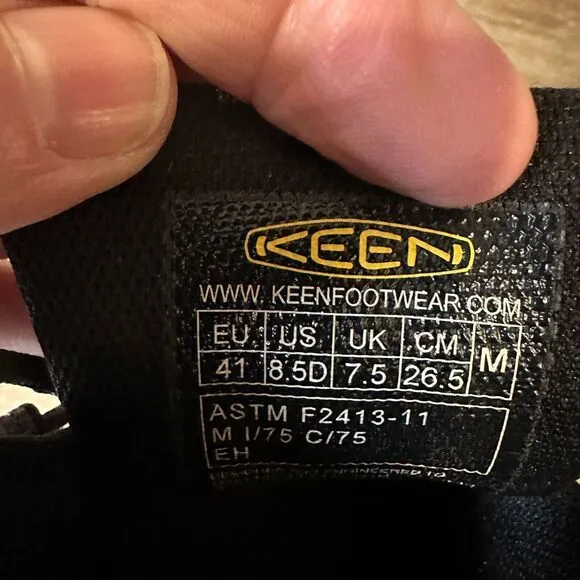 KEEN
WWW. KEENFOOTWEAR.COM
EU US UK CM M
41 8.5D 7.5 26.5
ASTM F2413-11
M I/75 C/75
EH